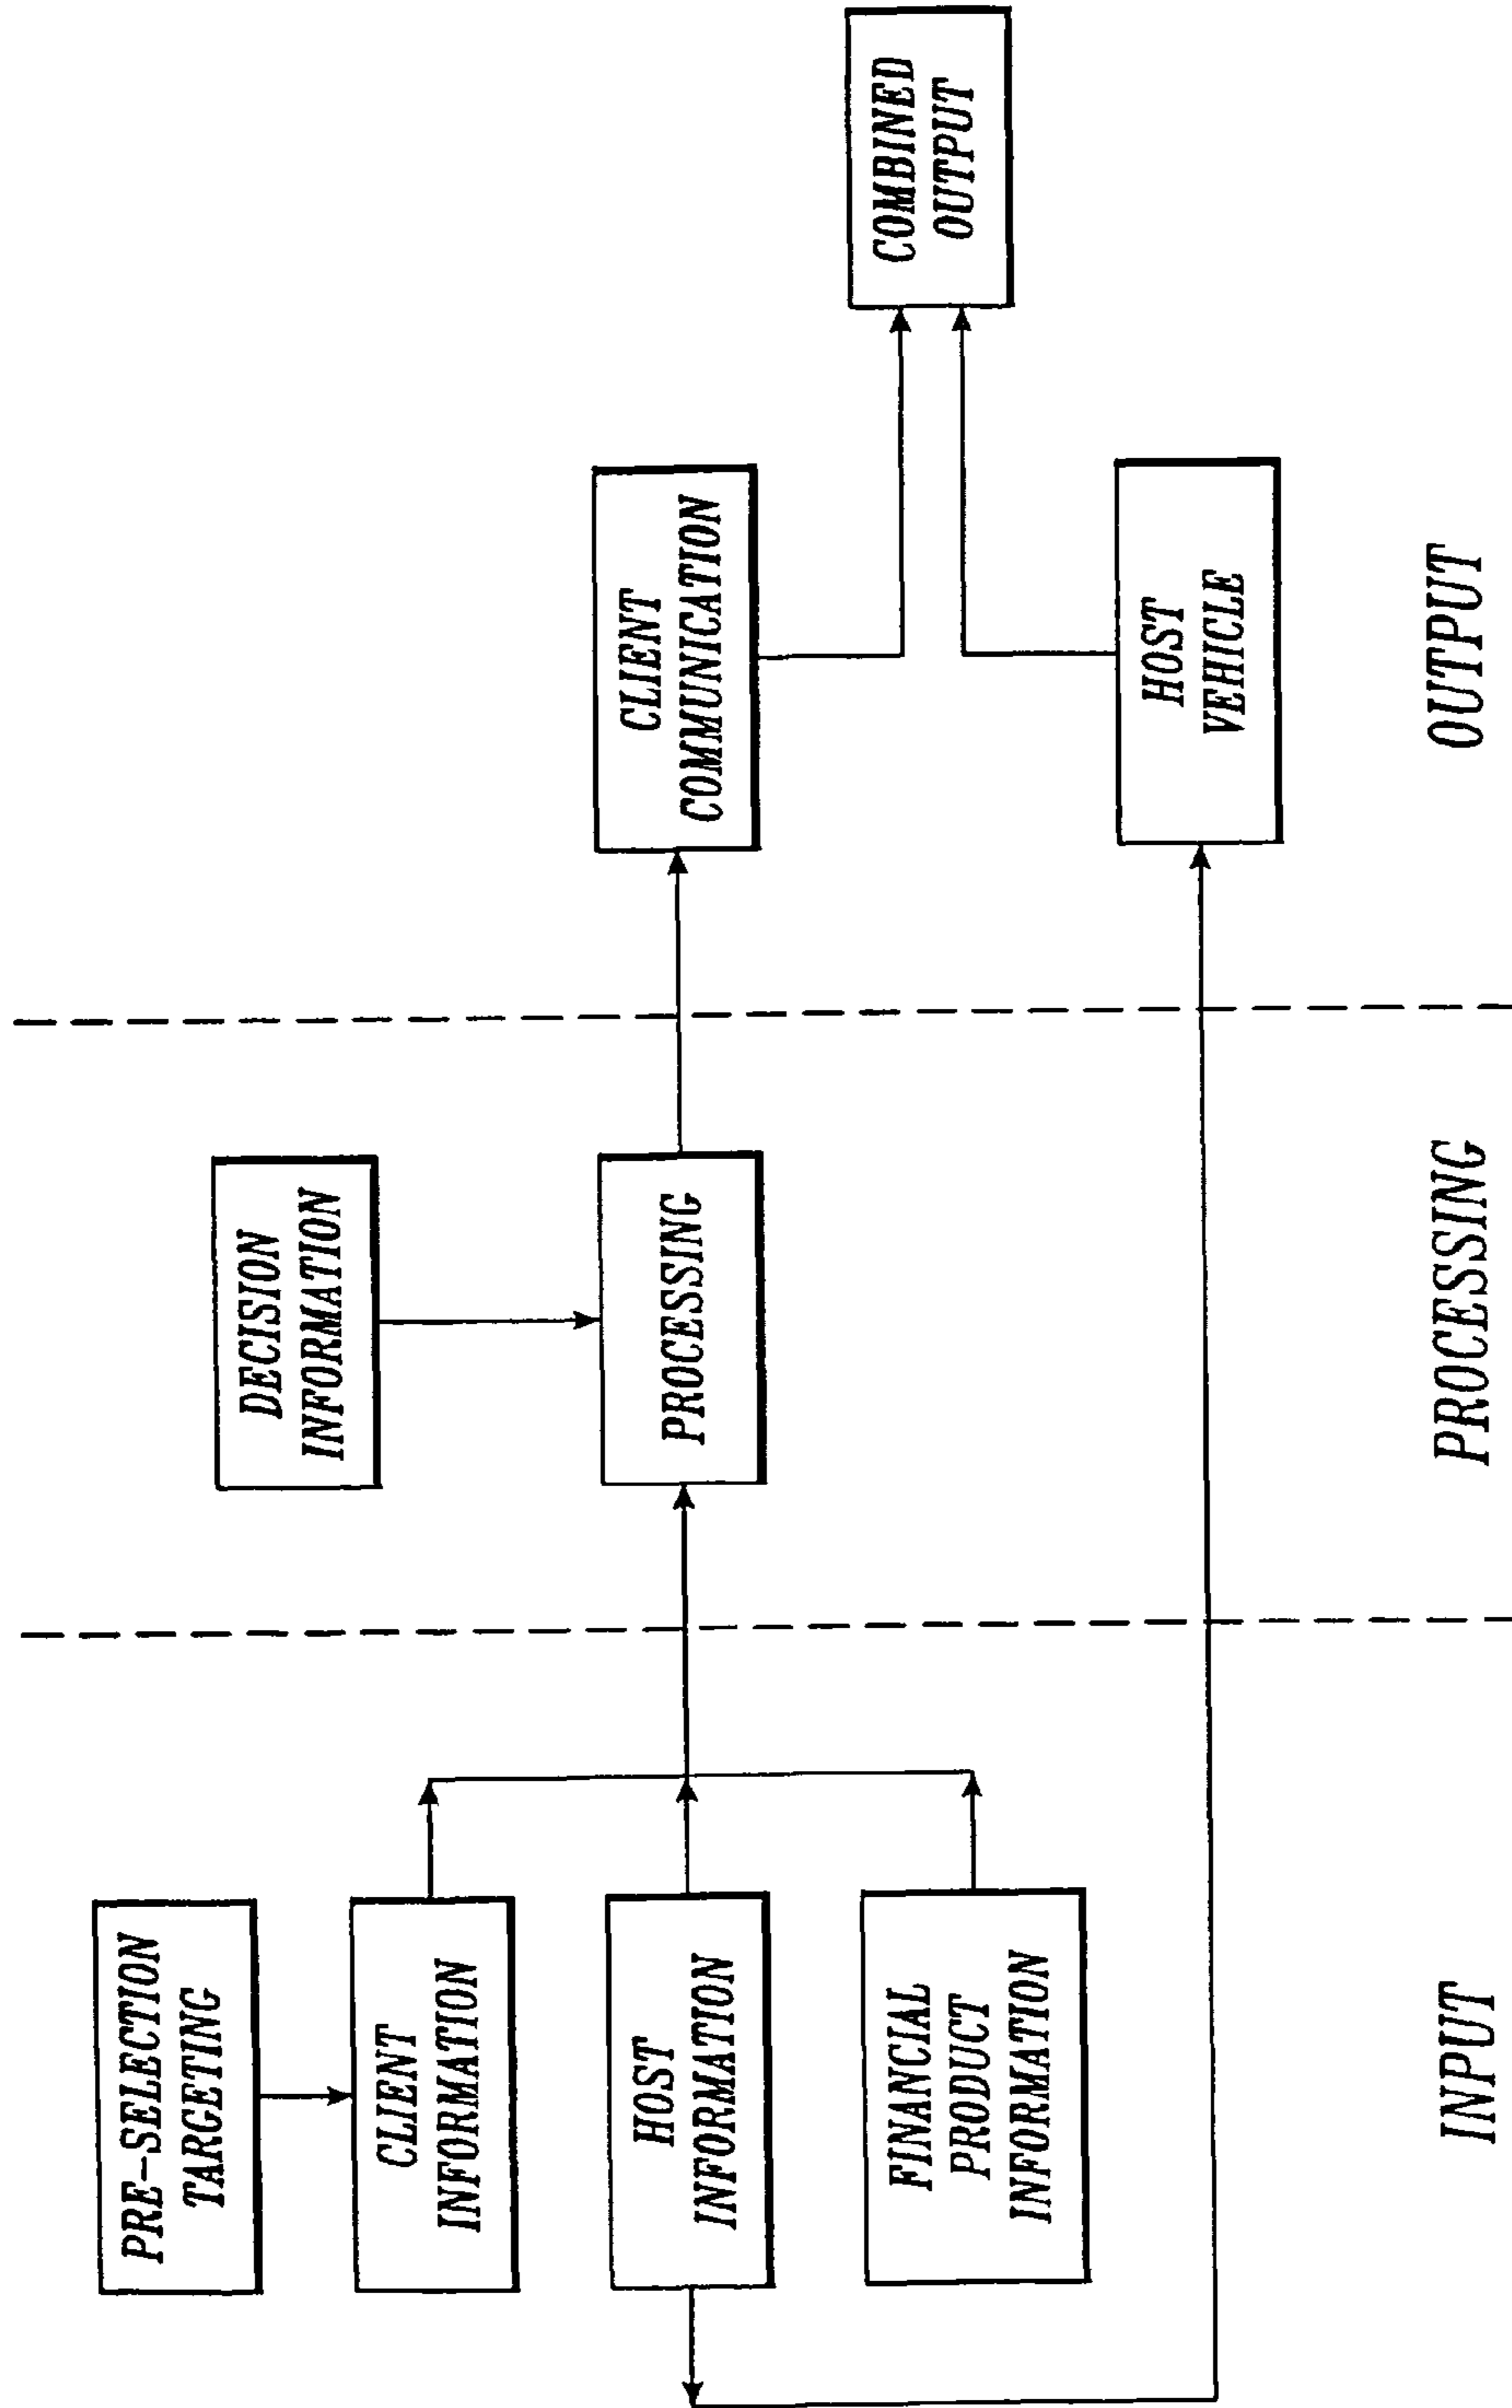 PRE-SELECTION
TARGETING
CLIENT
INFORMATION
HOST
INFORMATION
FINANCIAL
PRODUCT
INFORMATION
INPUT
DECISION
INFORMATION
PROCESSING
PROCESSING
CLIENT
COMMUNICATION
HOST
VEHICLE
COMBINED
OUTPUT
OUTPUT